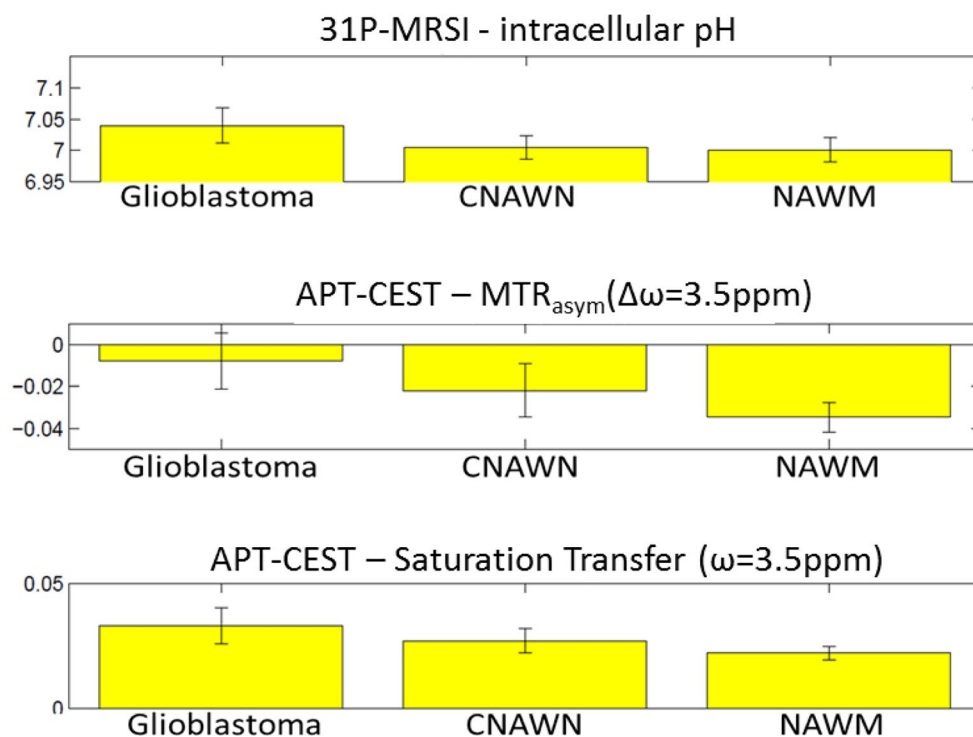 31P-MRSI - intracellular pH
7.1
7.05
7
6.95
Glioblastoma CNAWN NAWM
APT-CEST – MTRasym(Δω=3.5ppm)
0
−0.02
−0.04
Glioblastoma CNAWN NAWM
APT-CEST – Saturation Transfer (ω=3.5ppm)
0.05
0
Glioblastoma CNAWN NAWM